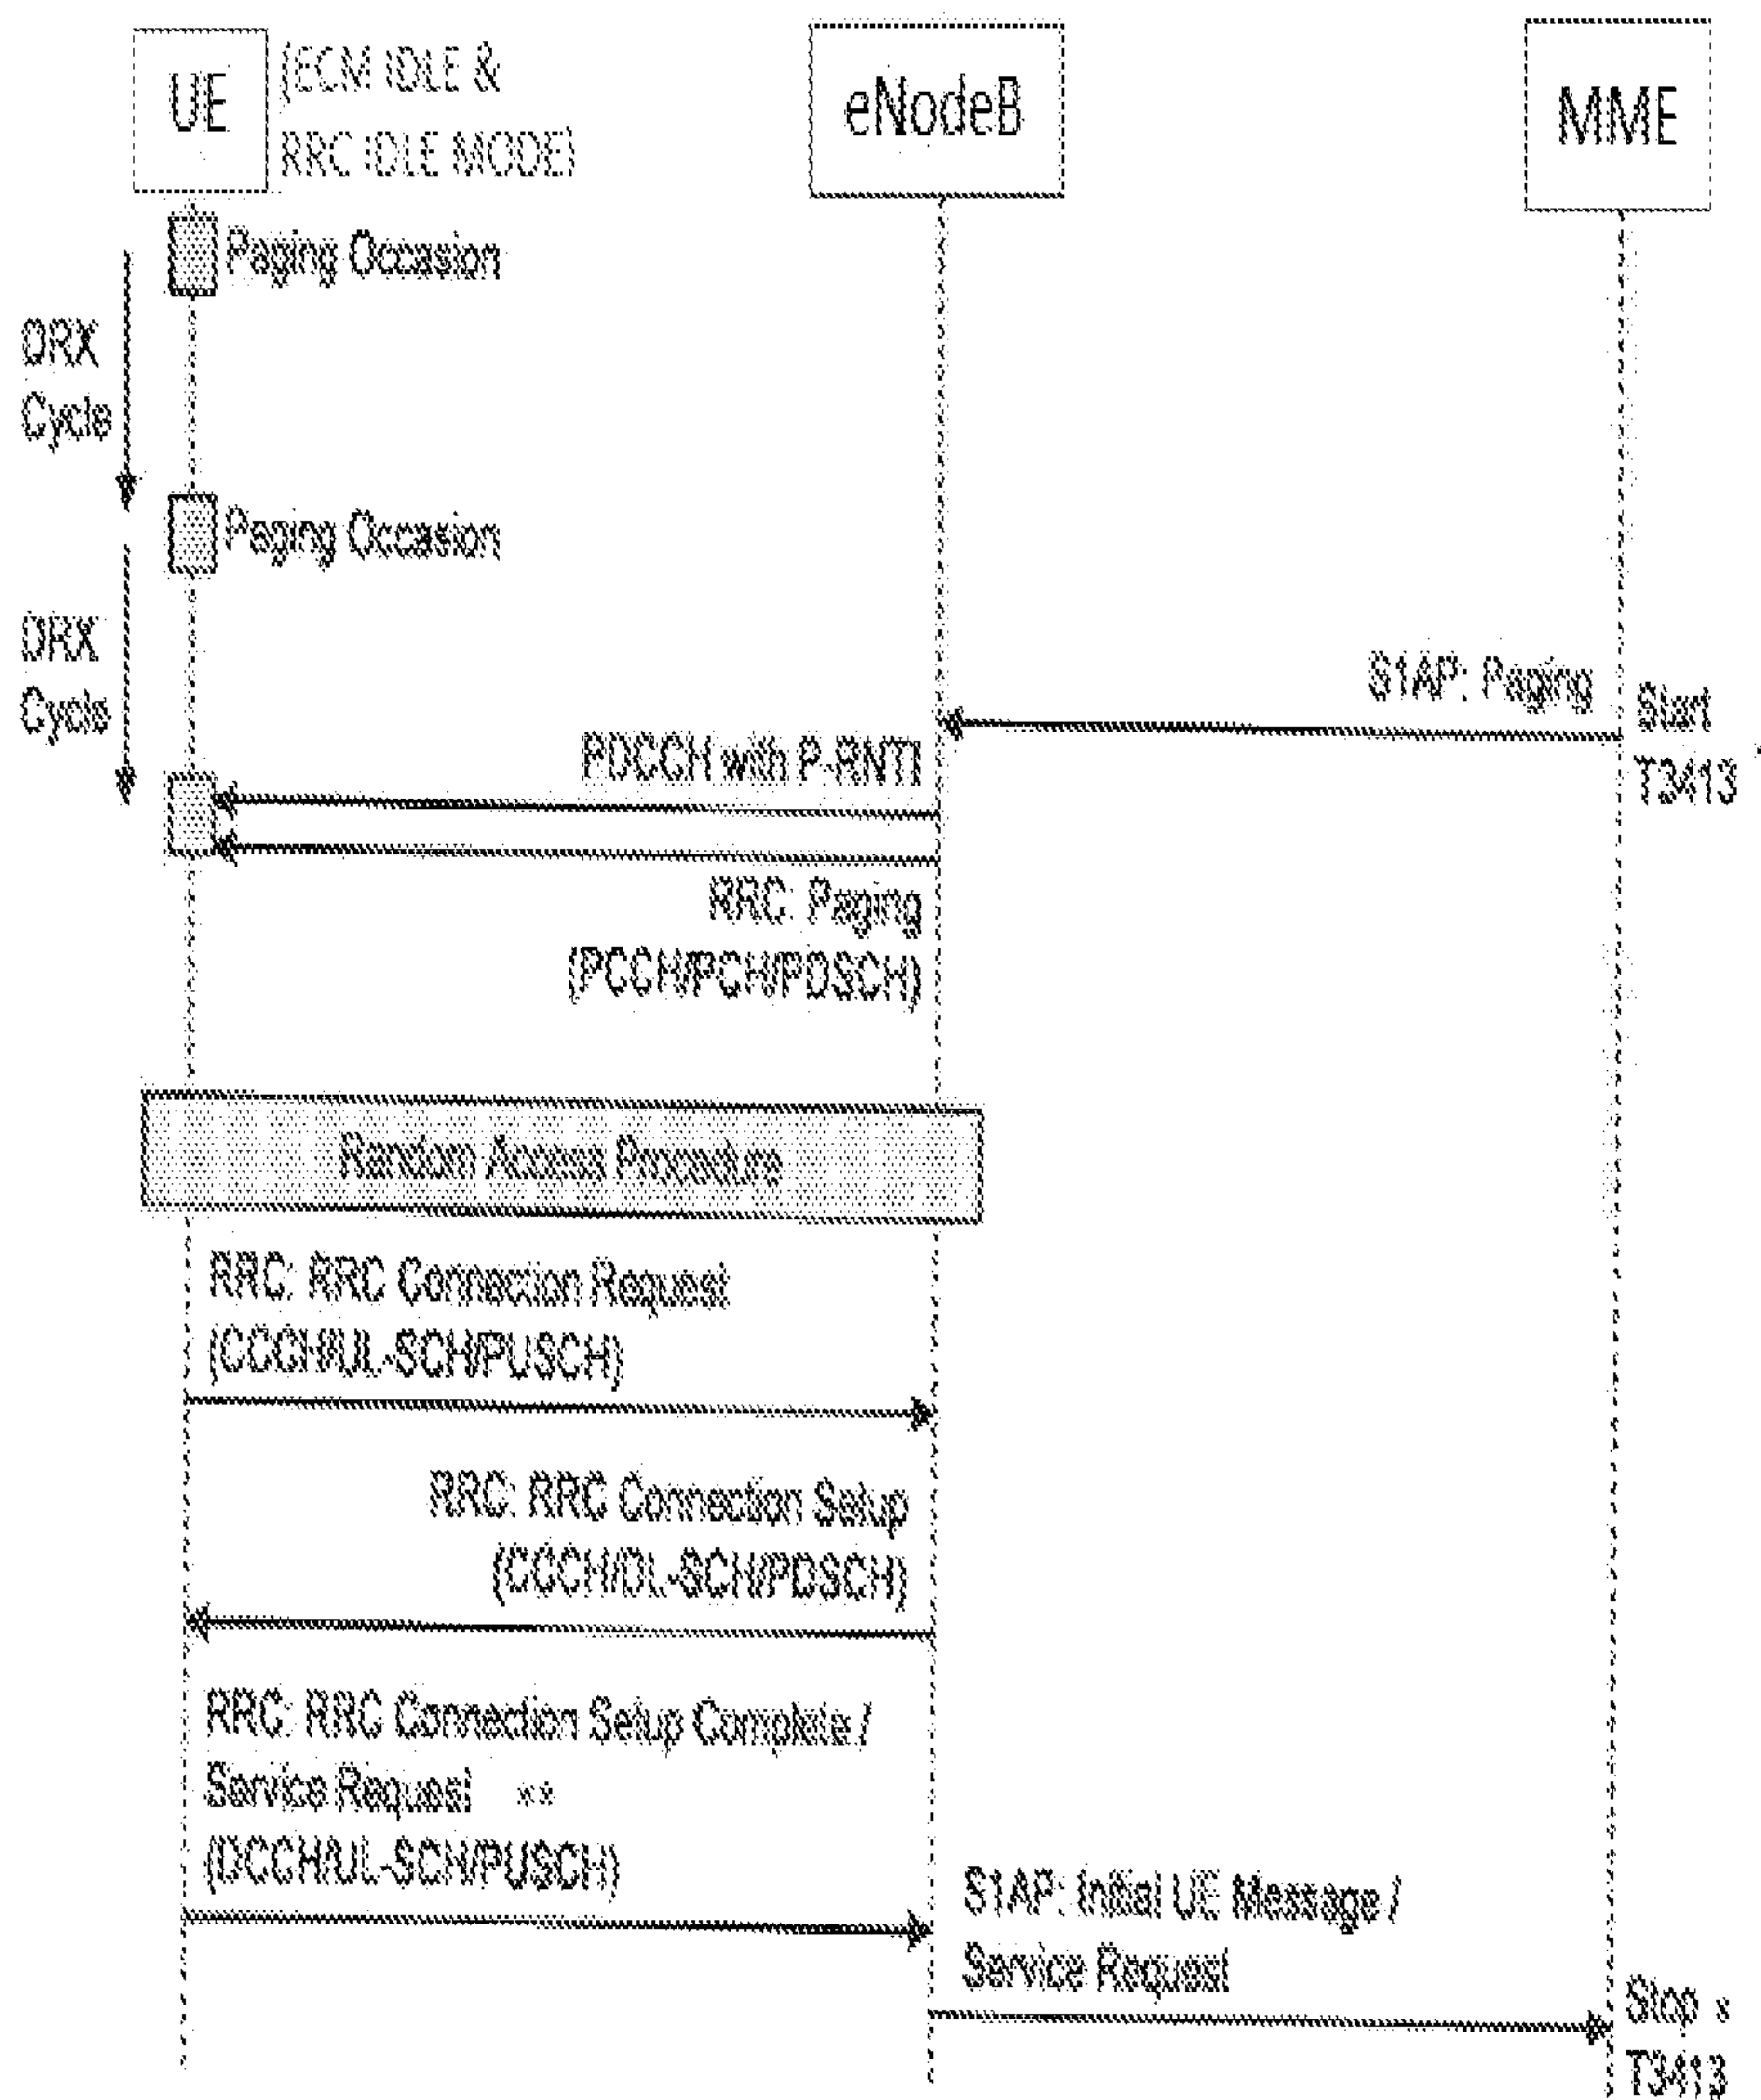 UE
(ECM IDLE &
RRC IDLE MODE)
eNodeB
MME
Paging Occasion
DRX
Cycle
Paging Occasion
DRX
Cycle
S1AP: Paging
Start
T3413
PDCCH with P-RNTI
RRC: Paging
(PCCH/PCH/PDSCH)
Random Access Procedure
RRC: RRC Connection Request
(CCCH/UL-SCH/PUSCH)
RRC: RRC Connection Setup
(CCCH/DL-SCH/PDSCH)
RRC: RRC Connection Setup Complete /
Service Request **
(DCCH/UL-SCH/PUSCH)
S1AP: Initial UE Message /
Service Request
Stop
T3413